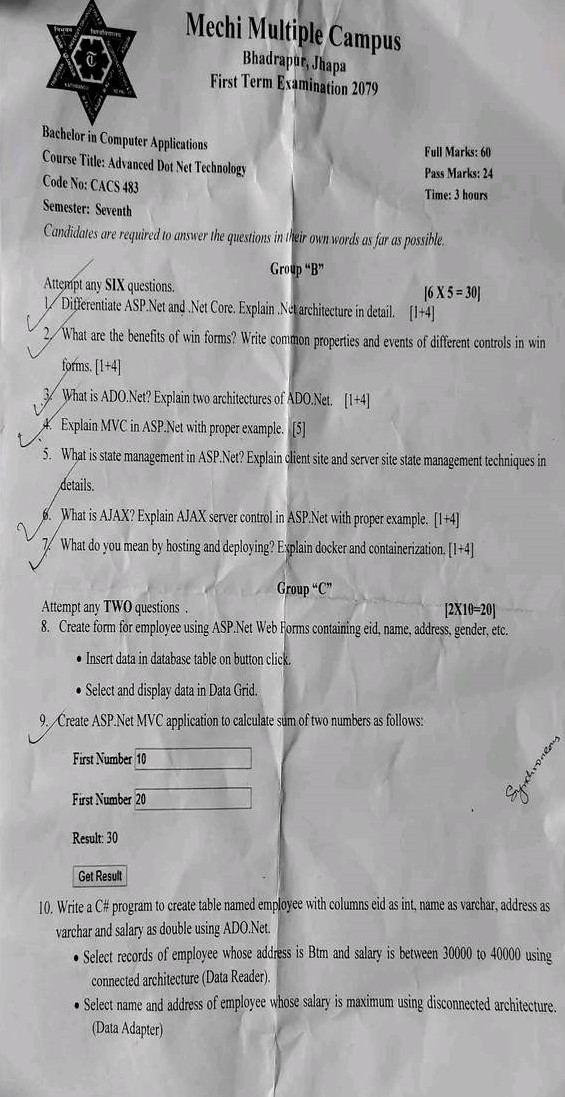 Mechi Multiple Campus
Bhadrapur, Jhapa
First Term Examination 2079
Bachelor in Computer Applications
Course Title: Advanced Dot Net Technology
Code No: CACS 483
Semester: Seventh
Full Marks: 60
Pass Marks: 24
Time: 3 hours
Candidates are required to answer the questions in their own words as far as possible.
Group “B”
Attempt any SIX questions. [6 X 5 = 30]
1. Differentiate ASP.Net and .Net Core. Explain .Net architecture in detail. [1+4]
2. What are the benefits of win forms? Write common properties and events of different controls in win
forms. [1+4]
3. What is ADO.Net? Explain two architectures of ADO.Net. [1+4]
4. Explain MVC in ASP.Net with proper example. [5]
5. What is state management in ASP.Net? Explain client site and server site state management techniques in
details.
6. What is AJAX? Explain AJAX server control in ASP.Net with proper example. [1+4]
7. What do you mean by hosting and deploying? Explain docker and containerization. [1+4]
Group “C”
Attempt any TWO questions . [2X10=20]
8. Create form for employee using ASP.Net Web Forms containing eid, name, address, gender, etc.
• Insert data in database table on button click.
• Select and display data in Data Grid.
9. Create ASP.Net MVC application to calculate sum of two numbers as follows:
First Number 10
First Number 20
Result: 30
Get Result
Synchroneous
10. Write a C# program to create table named employee with columns eid as int, name as varchar, address as
varchar and salary as double using ADO.Net.
• Select records of employee whose address is Btm and salary is between 30000 to 40000 using
connected architecture (Data Reader).
• Select name and address of employee whose salary is maximum using disconnected architecture.
(Data Adapter)